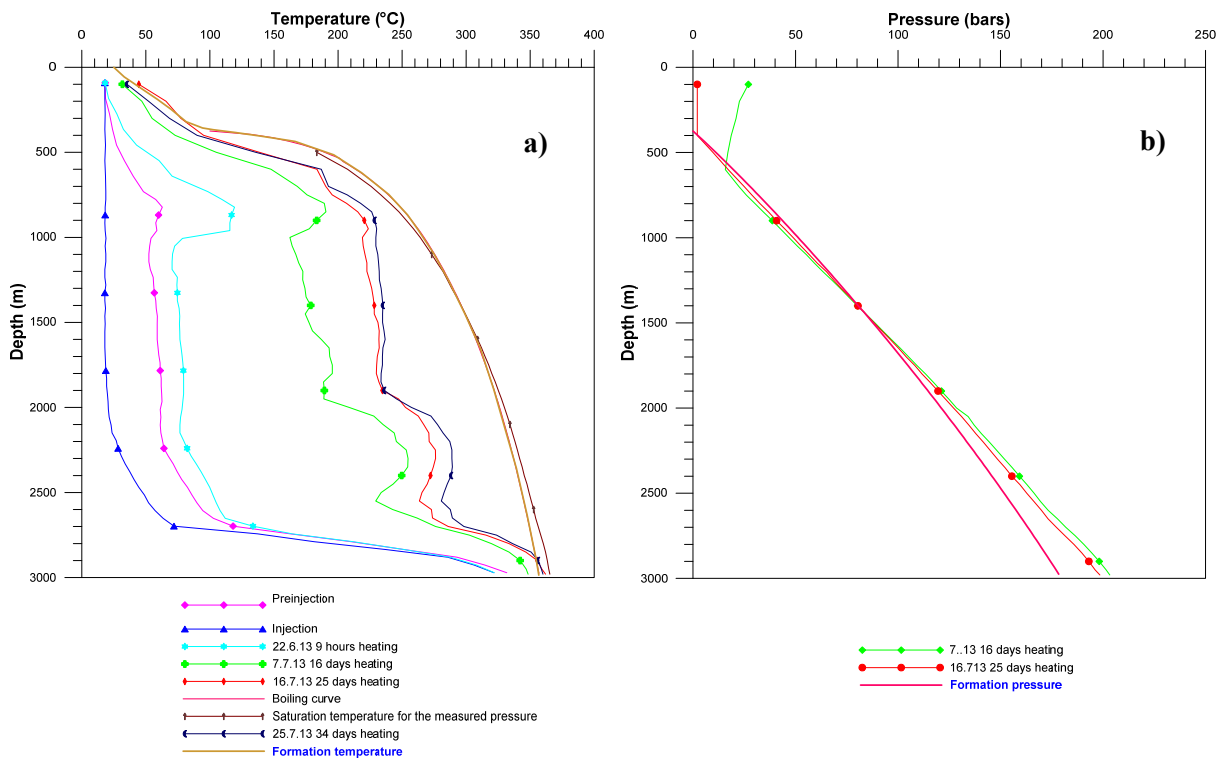 Temperature (°C)
0 50 100 150 200 250 300 350 400
Depth (m)
0
500
1000
1500
2000
2500
3000
a)
Preinjection
Injection
22.6.13 9 hours heating
7.7.13 16 days heating
16.7.13 25 days heating
Boiling curve
Saturation temperature for the measured pressure
25.7.13 34 days heating
Formation temperature
Pressure (bars)
0 50 100 150 200 250
Depth (m)
0
500
1000
1500
2000
2500
3000
b)
7..13 16 days heating
16.713 25 days heating
Formation pressure